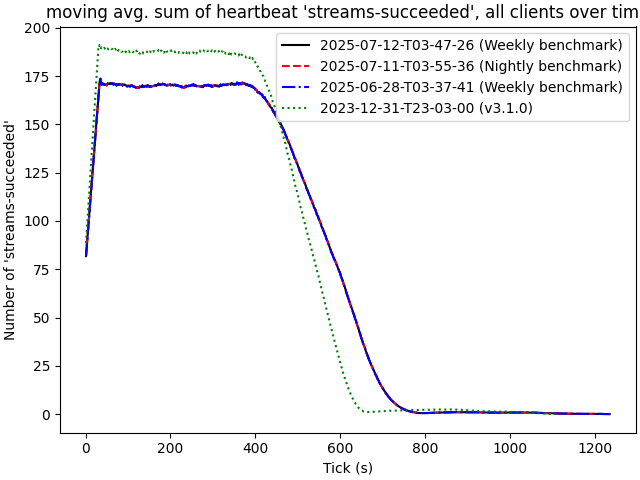 moving avg. sum of heartbeat 'streams-succeeded', all clients over tim
200
175
150
125
100
75
50
25
0
Number of 'streams-succeeded'
2025-07-12-T03-47-26 (Weekly benchmark)
2025-07-11-T03-55-36 (Nightly benchmark)
2025-06-28-T03-37-41 (Weekly benchmark)
2023-12-31-T23-03-00 (v3.1.0)
0 200 400 600 800 1000 1200
Tick (s)